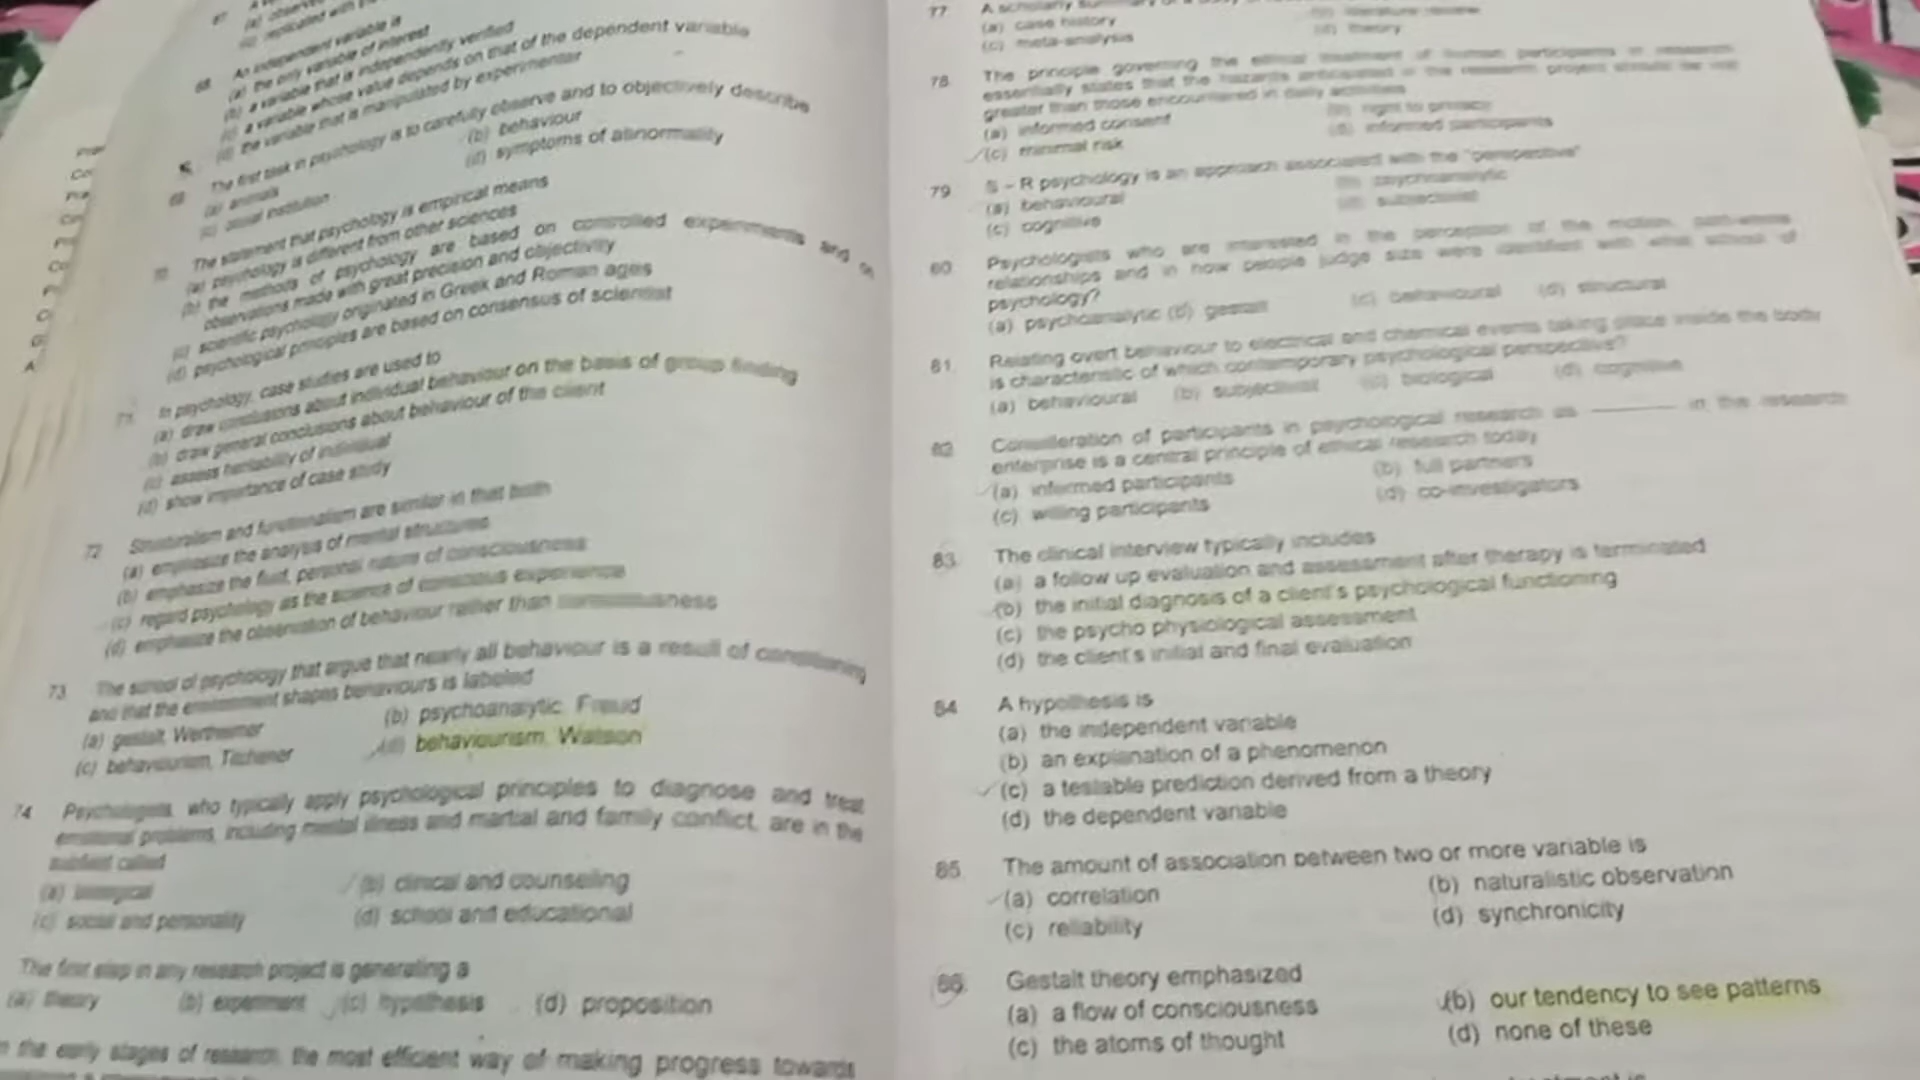 68. An independent variable is
(a) the only variable of interest
(b) a variable that is independently verified
(c) a variable whose value depends on that of the dependent variable
(d) the variable that is manipulated by experimenter
69. The first task in psychology is to carefully observe and to objectively describe
(a) animals
(b) behaviour
(c) social institution
(d) symptoms of abnormality
70. The statement that psychology is empirical means
(a) psychology is different from other sciences
(b) the methods of psychology are based on controlled experiments and on
observations made with great precision and objectivity
(c) scientific psychology originated in Greek and Roman ages
(d) psychological principles are based on consensus of scientist
71. In psychology, case studies are used to
(a) draw conclusions about individual behaviour on the basis of group finding
(b) draw general conclusions about behaviour of the client
(c) assess heritability of individual
(d) show importance of case study
72 Structuralism and functionalism are similar in that both
(a) emphasize the analysis of mental structures
(b) emphasize the fluid, personal nature of consciousness
(c) regard psychology as the science of conscious experience
(d) emphasize the observation of behaviour rather than consciousness
73. The school of psychology that argue that nearly all behaviour is a result of conditioning
and that the environment shapes behaviours is labeled
(a) gestalt, Wertheimer
(b) psychoanalytic, Freud
(c) behaviourism, Titchener
(d) behaviourism, Watson
74 Psychologists, who typically apply psychological principles to diagnose and treat
emotional problems, including mental illness and martial and family conflict, are in the
subfield called
(a) biological
(b) clinical and counseling
(c) social and personality
(d) school and educational
The first step in any research project is generating a
(a) theory (b) experiment (c) hypothesis (d) proposition
the early stages of research, the most efficient way of making progress towards
77 A scholarly
(a) case history
(b) literature review
(c) meta-analysis
(d) theory
78. The principle governing the ethical treatment of human participants in research
essentially states that the hazards anticipated in the research project should be not
greater than those encountered in daily activities
(a) informed consent
(b) right to privacy
(c) minimal risk
(d) informed participants
79 S – R psychology is an approach associated with the "perspective"
(a) behavioural
(b) psychoanalytic
(c) cognitive
(d) subjectivist
80 Psychologists who are interested in the perception of the motion, part-whole
relationships and in how people judge size were identified with what school of
psychology?
(a) psychoanalytic (b) gestalt (c) behavioural (d) structural
81. Relating overt behaviour to electrical and chemical events taking place inside the body
is characteristic of which contemporary psychological perspective?
(a) behavioural (b) subjectivist (c) biological (d) cognitive
82 Consideration of participants in psychological research as ________ in the research
enterprise is a central principle of ethical research today
(a) informed participants
(b) full partners
(c) willing participants
(d) co-investigators
83. The clinical interview typically includes
(a) a follow up evaluation and assessment after therapy is terminated
(b) the initial diagnosis of a client's psychological functioning
(c) the psycho physiological assessment
(d) the client's initial and final evaluation
84 A hypothesis is
(a) the independent variable
(b) an explanation of a phenomenon
(c) a testable prediction derived from a theory
(d) the dependent variable
85 The amount of association between two or more variable is
(a) correlation
(b) naturalistic observation
(c) reliability
(d) synchronicity
86. Gestalt theory emphasized
(a) a flow of consciousness
(b) our tendency to see patterns
(c) the atoms of thought
(d) none of these